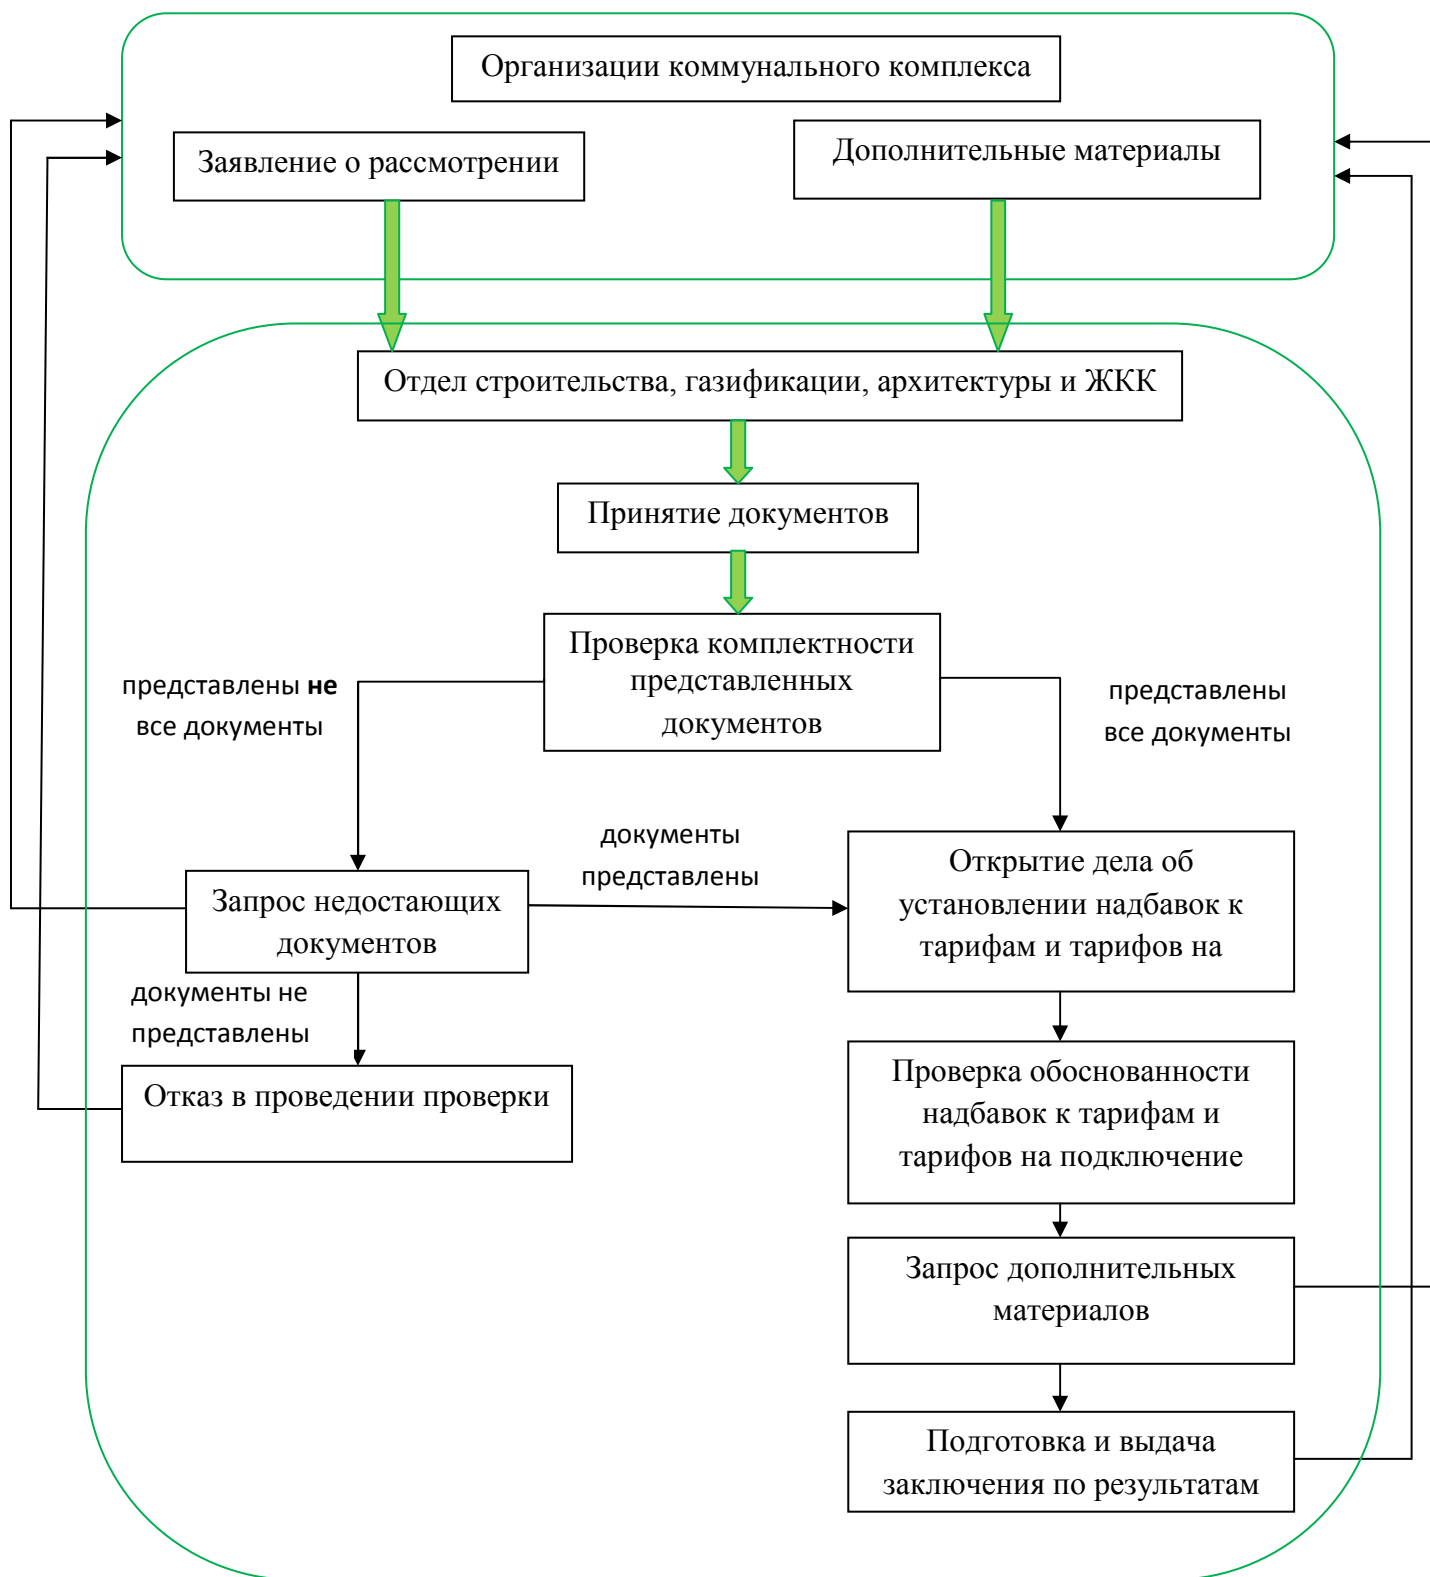 Организации коммунального комплекса
Заявление о рассмотрении
Дополнительные материалы
Отдел строительства, газификации, архитектуры и ЖКК
Принятие документов
Проверка комплектности
представленных
документов
представлены не
все документы
представлены
все документы
документы
представлены
Запрос недостающих
документов
Открытие дела об
установлении надбавок к
тарифам и тарифов на
документы не
представлены
Отказ в проведении проверки
Проверка обоснованности
надбавок к тарифам и
тарифов на подключение
Запрос дополнительных
материалов
Подготовка и выдача
заключения по результатам